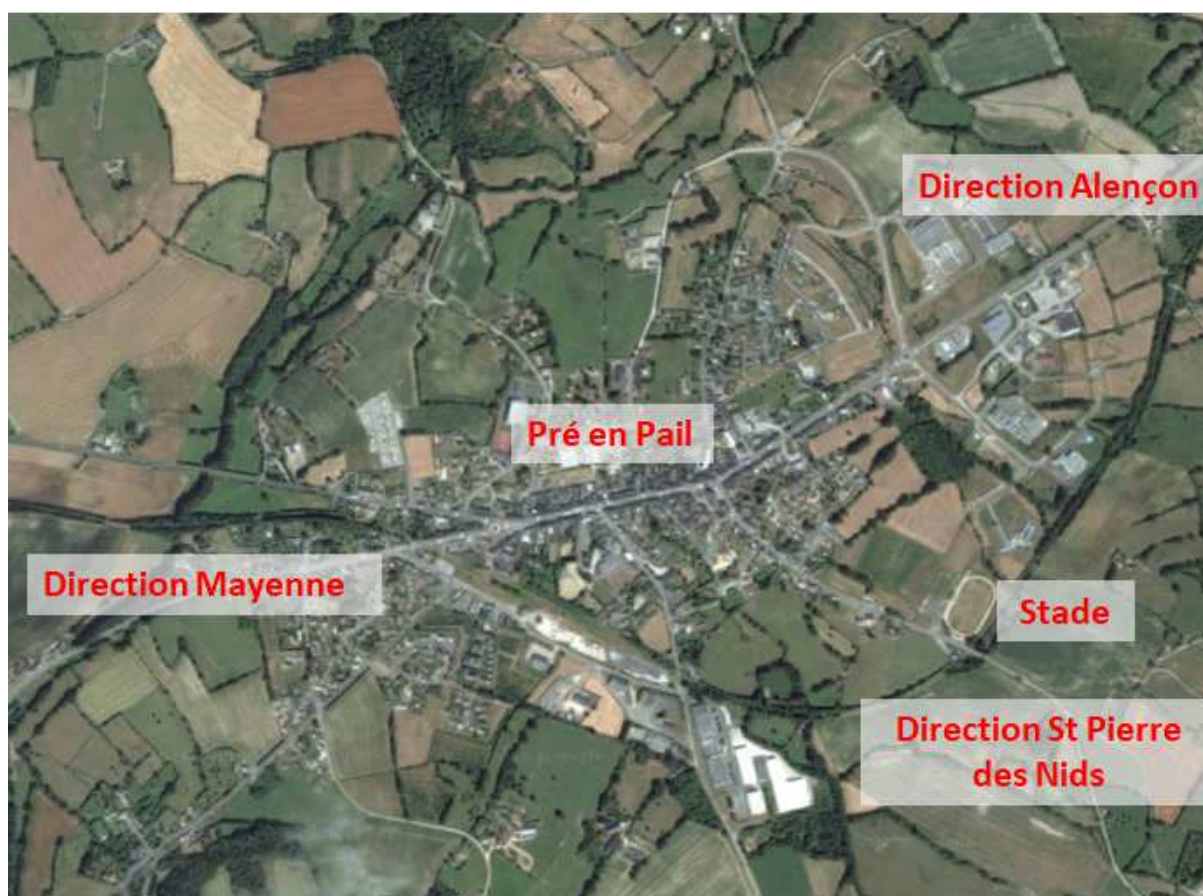 Direction Alençon
Pré en Pail
Direction Mayenne
Stade
Direction St Pierre
des Nids